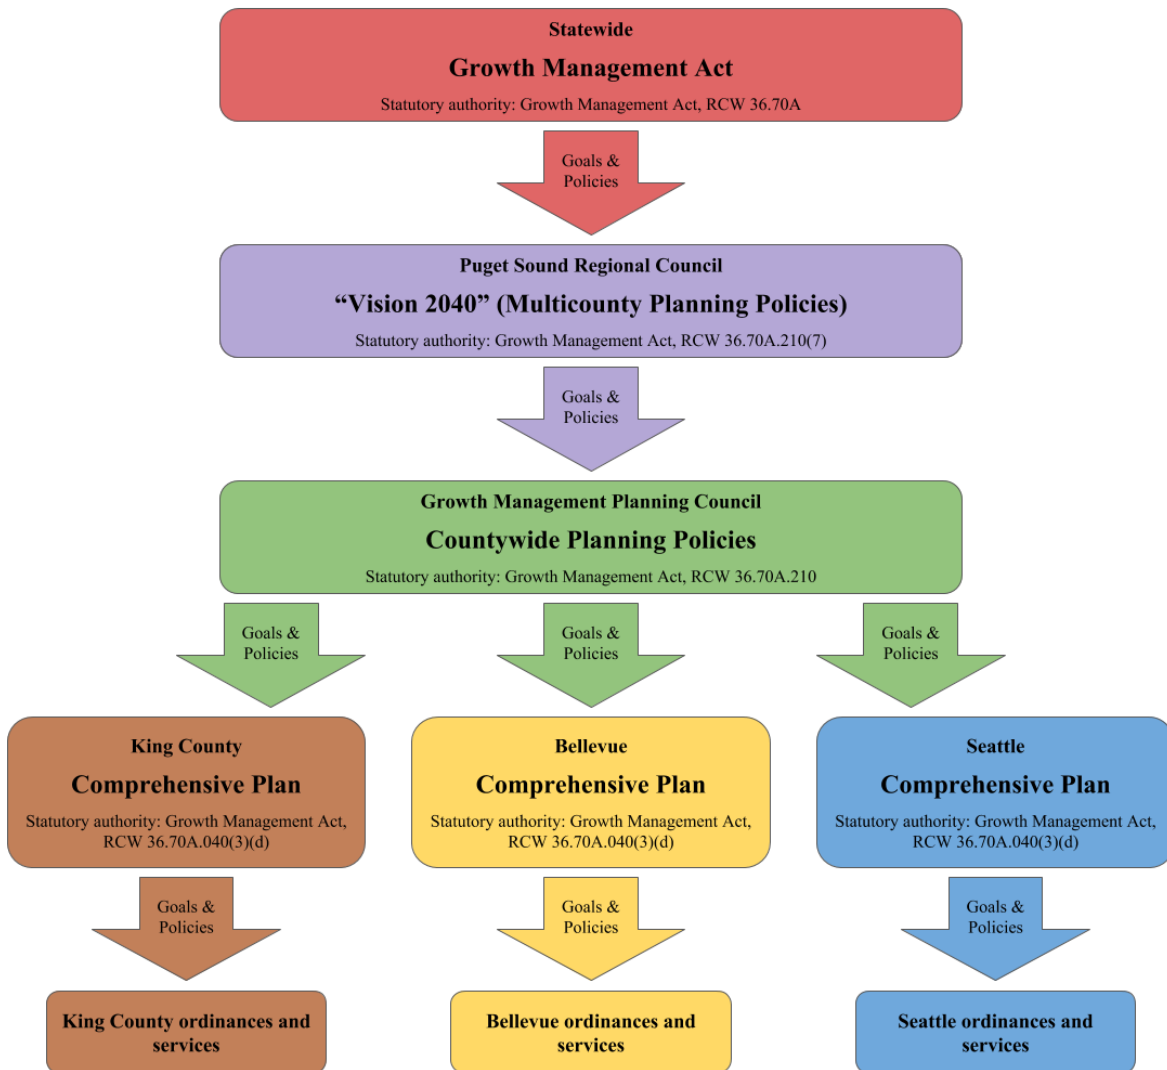 Statewide
Growth Management Act
Statutory authority: Growth Management Act, RCW 36.70A
Goals &
Policies
Puget Sound Regional Council
“Vision 2040” (Multicounty Planning Policies)
Statutory authority: Growth Management Act, RCW 36.70A.210(7)
Goals &
Policies
Growth Management Planning Council
Countywide Planning Policies
Statutory authority: Growth Management Act, RCW 36.70A.210
Goals &
Policies
Goals &
Policies
Goals &
Policies
King County
Comprehensive Plan
Statutory authority: Growth Management Act,
RCW 36.70A.040(3)(d)
Bellevue
Comprehensive Plan
Statutory authority: Growth Management Act,
RCW 36.70A.040(3)(d)
Seattle
Comprehensive Plan
Statutory authority: Growth Management Act,
RCW 36.70A.040(3)(d)
Goals &
Policies
Goals &
Policies
Goals &
Policies
King County ordinances and
services
Bellevue ordinances and
services
Seattle ordinances and
services